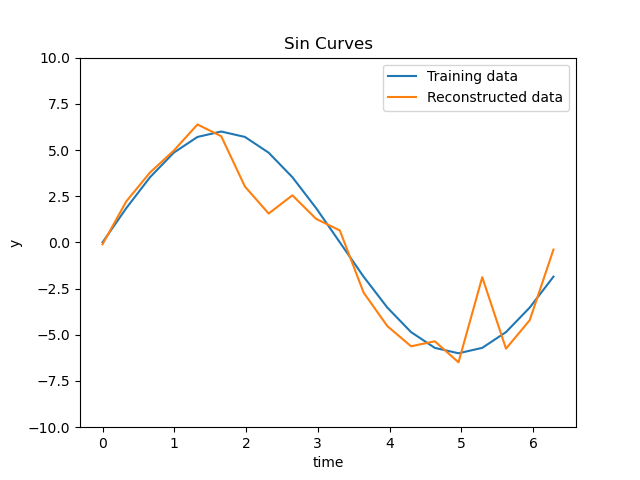 Sin Curves
Training data
Reconstructed data
10.0
7.5
5.0
2.5
0.0
−2.5
−5.0
−7.5
−10.0
y
0 1 2 3 4 5 6
time